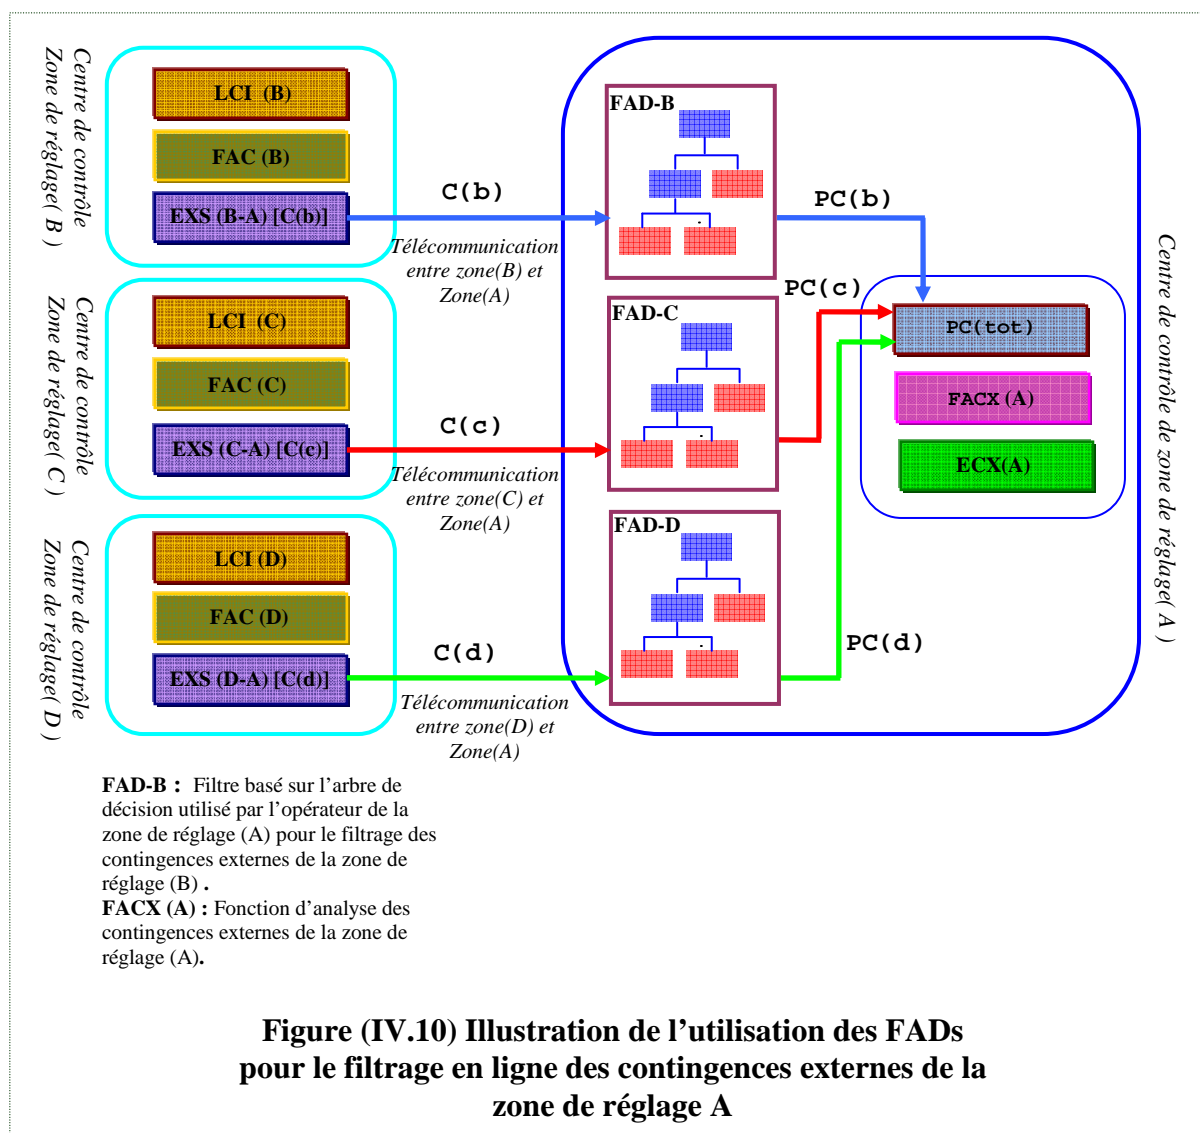 Centre de contrôle
Zone de réglage( B )
LCI (B)
FAC (B)
EXS (B-A) [C(b)]
C(b)
Télécommunication
entre zone(B) et
Zone(A)
FAD-B
PC(b)
Centre de contrôle
Zone de réglage( C )
LCI (C)
FAC (C)
EXS (C-A) [C(c)]
C(c)
Télécommunication
entre zone(C) et
Zone(A)
FAD-C
PC(c)
Centre de contrôle
Zone de réglage( D )
LCI (D)
FAC (D)
EXS (D-A) [C(d)]
C(d)
Télécommunication
entre zone(D) et
Zone(A)
FAD-D
PC(d)
PC(tot)
FACX (A)
ECX(A)
Centre de contrôle de zone de réglage( A )
FAD-B : Filtre basé sur l’arbre de
décision utilisé par l’opérateur de la
zone de réglage (A) pour le filtrage des
contingences externes de la zone de
réglage (B) .
FACX (A) : Fonction d’analyse des
contingences externes de la zone de
réglage (A).
Figure (IV.10) Illustration de l’utilisation des FADs
pour le filtrage en ligne des contingences externes de la
zone de réglage A